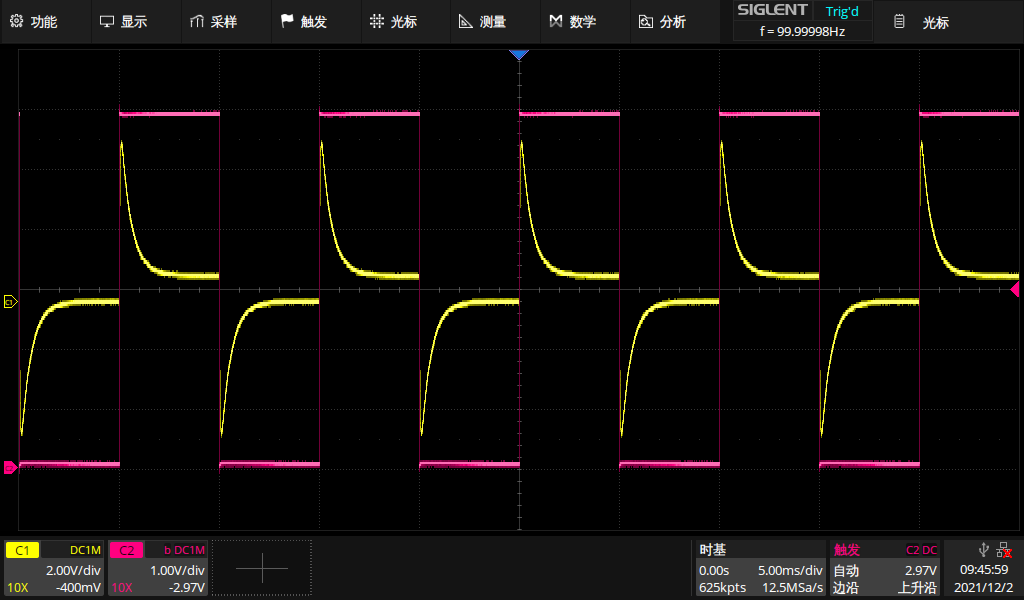 功能 显示 采样 触发 光标 测量 数学 分析 SIGLENT Trig'd 光标
f = 99.99998Hz
C1
C2
C1 DC1M C2 b DC1M 时基 触发 C2 DC
2.00V/div 1.00V/div 0.00s 5.00ms/div 自动 2.97V 09:45:59
10X -400mV 10X -2.97V 625kpts 12.5MSa/s 边沿 上升沿 2021/12/2